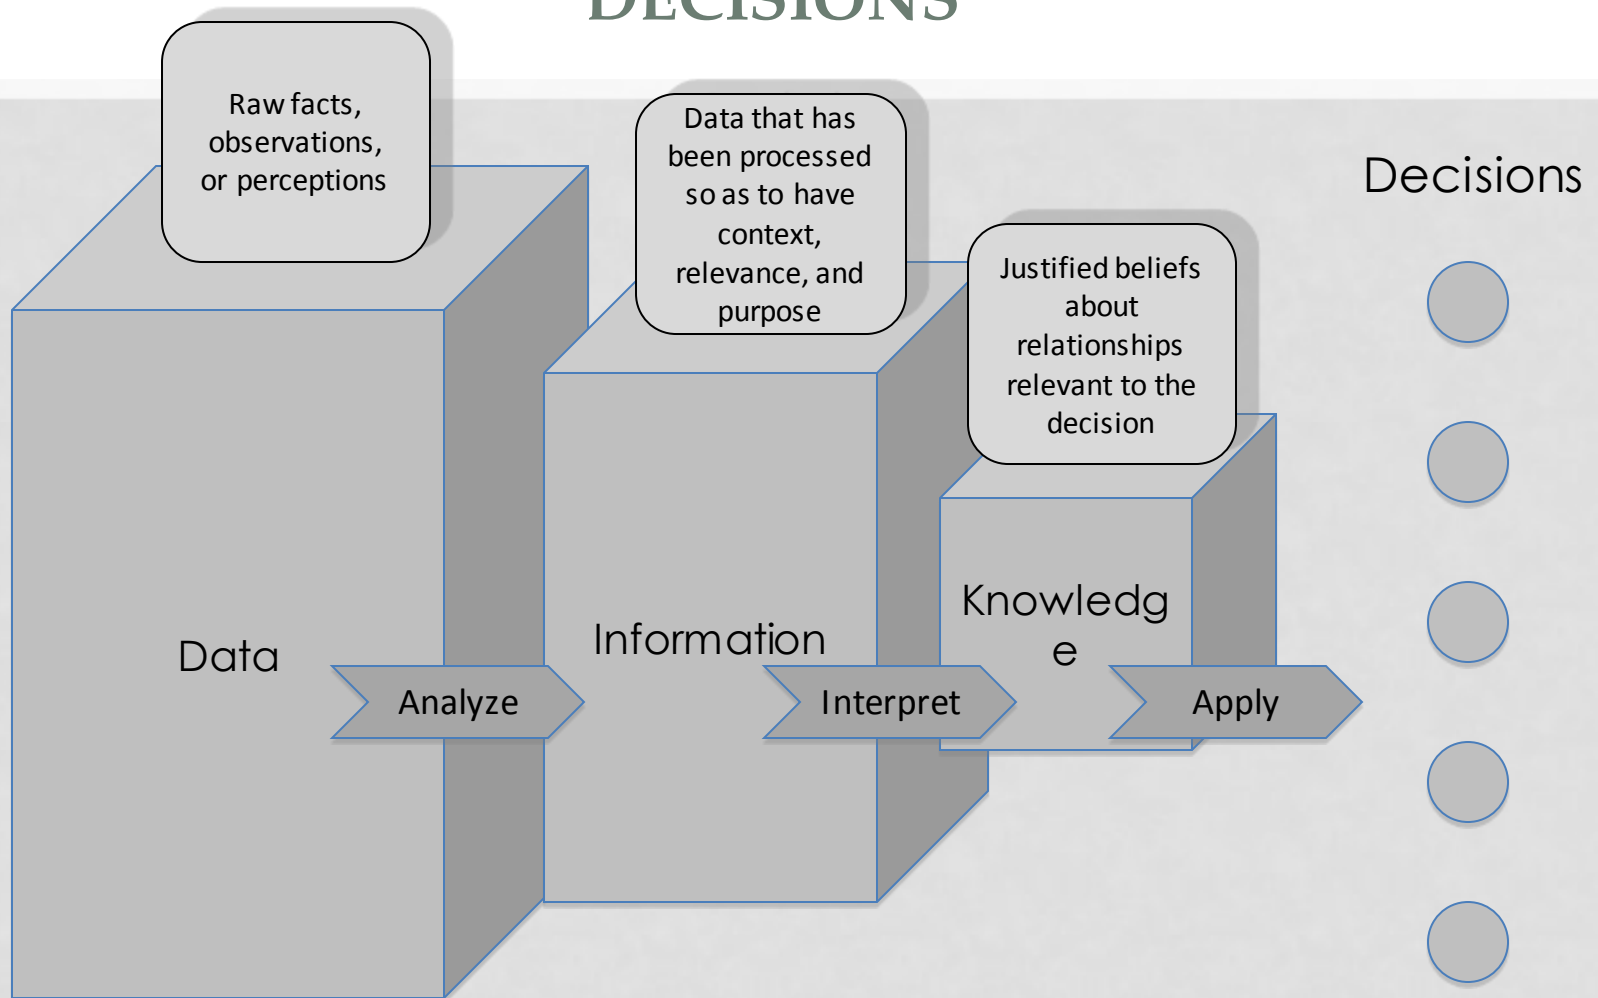 DECISIONS
Raw facts,
observations,
or perceptions
Data that has
been processed
so as to have
context,
relevance, and
purpose
Justified beliefs
about
relationships
relevant to the
decision
Decisions
Data
Analyze
Information
Interpret
Knowledg
e
Apply